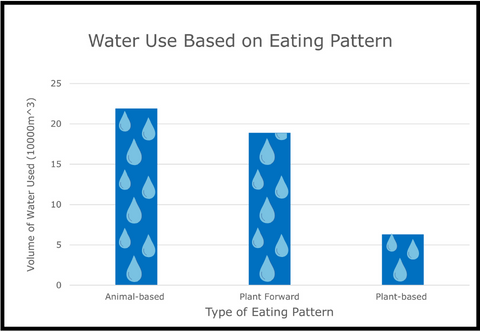 Water Use Based on Eating Pattern
Volume of Water Used (10000m^3)
25
20
15
10
5
0
Animal-based Plant Forward Plant-based
Type of Eating Pattern